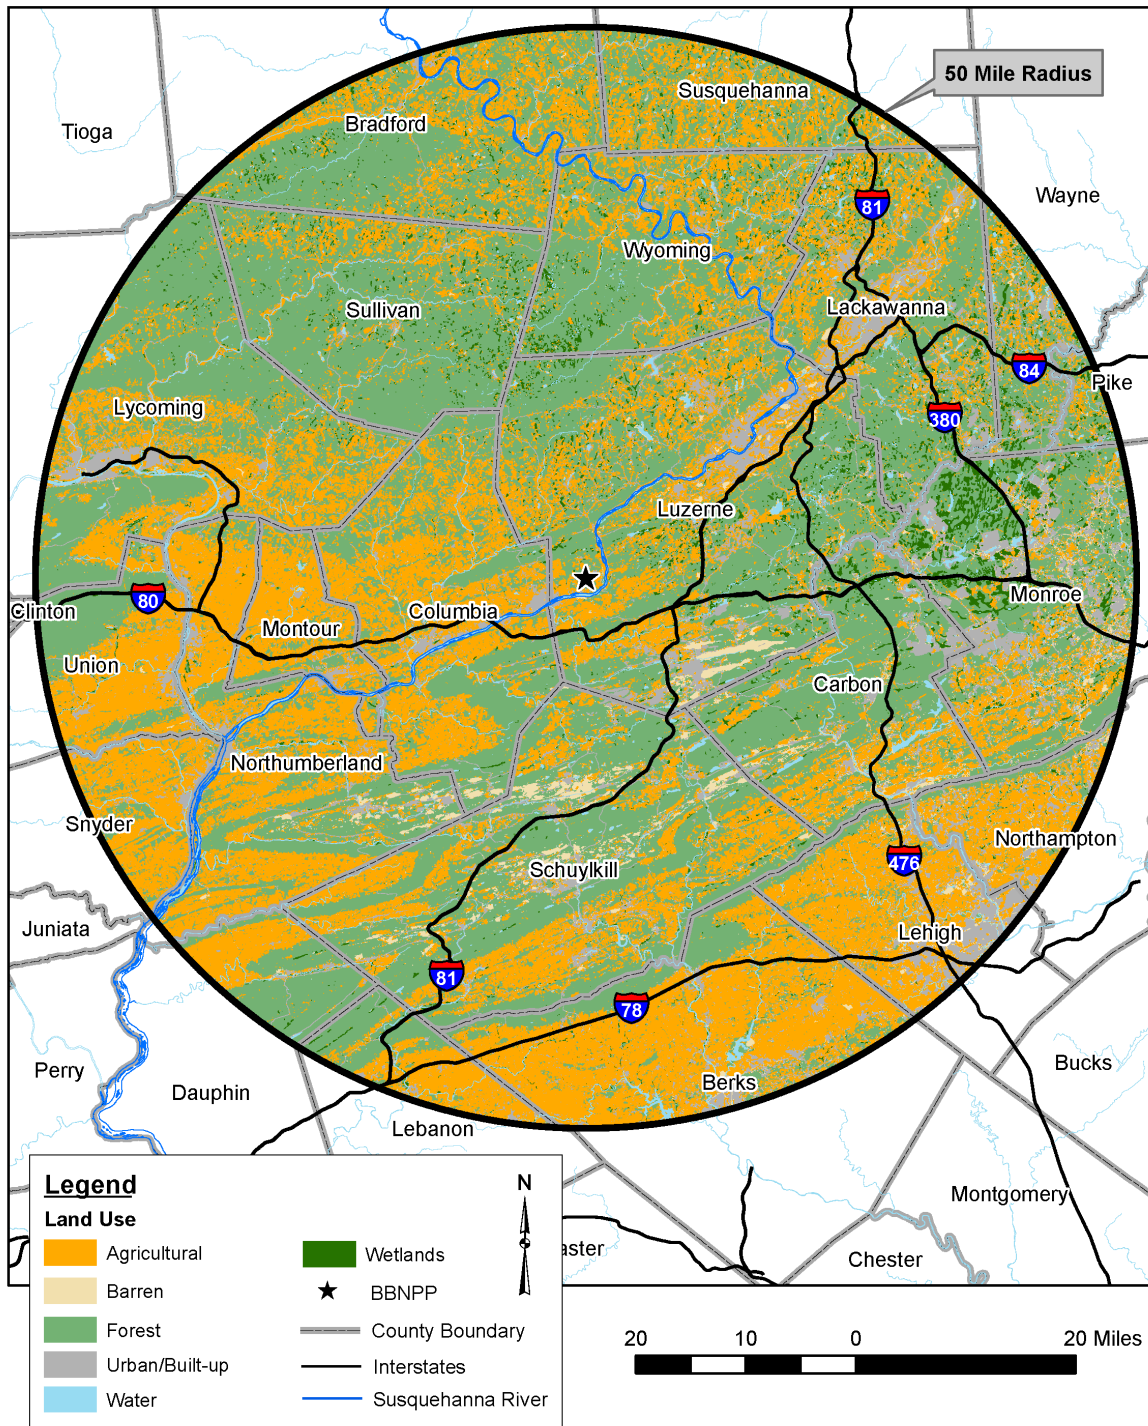 Susquehanna
50 Mile Radius
Bradford
Tioga
Wayne
81
Wyoming
Sullivan
Lackawanna
84
Pike
Lycoming
380
Luzerne
80
Clinton
Columbia
Monroe
Montour
Union
Carbon
Northumberland
Snyder
Northampton
476
Schuylkill
Juniata
Lehigh
81
78
Perry
Dauphin
Berks
Bucks
Lebanon
Montgomery
aster
Chester
Legend
N
Land Use
Agricultural
Wetlands
Barren
BBNPP
Forest
County Boundary
Urban/Built-up
Interstates
Water
Susquehanna River
20 10 0 20 Miles